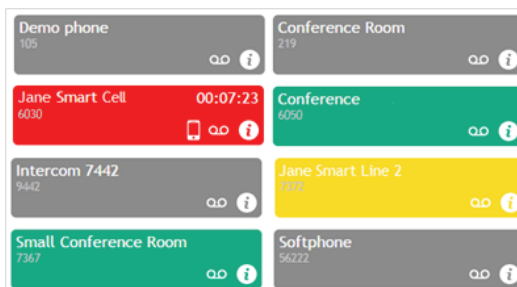 Demo phone
105
Conference Room
219
Jane Smart Cell 00:07:23
6030
Conference
6050
Intercom 7442
9442
Jane Smart Line 2
7372
Small Conference Room
7367
Softphone
56222